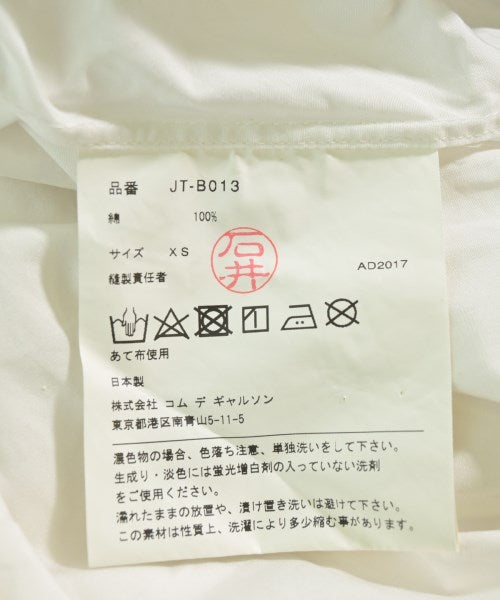 品番 JT-B013
綿 100%
サイズ XS
石井
縫製責任者
AD2017
あて布使用
日本製
株式会社 コム デ ギャルソン
東京都港区南青山5-11-5
濃色物の場合、色落ち注意、単独洗いをして下さい。
生成り・淡色には蛍光増白剤の入っていない洗剤
をご使用ください。
濡れたままの放置や、漬け置き洗いは避けて下さい。
この素材は性質上、洗濯により多少縮む事があります。